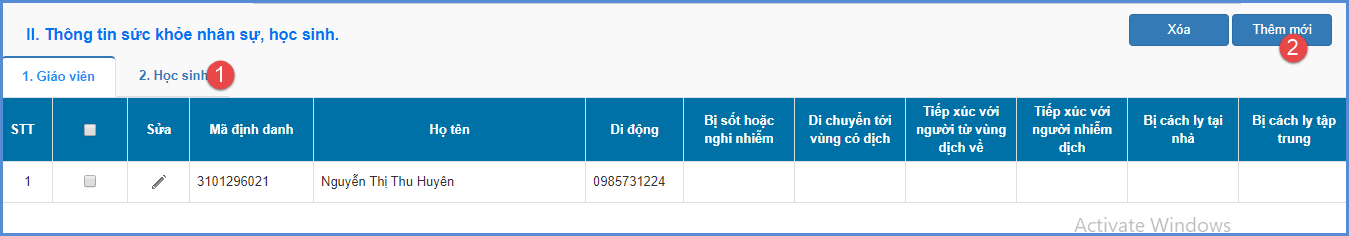 II. Thông tin sức khỏe nhân sự, học sinh.
Xóa
Thêm mới
2
1. Giáo viên
2. Học sinh
1
STT
Sửa
Mã định danh
Họ tên
Di động
Bị sốt hoặc
nghi nhiễm
Di chuyển tới
vùng có dịch
Tiếp xúc với
người từ vùng
dịch về
Tiếp xúc với
người nhiễm
dịch
Bị cách ly tại
nhà
Bị cách ly tập
trung
1
3101296021
Nguyễn Thị Thu Huyên
0985731224
Activate Windows